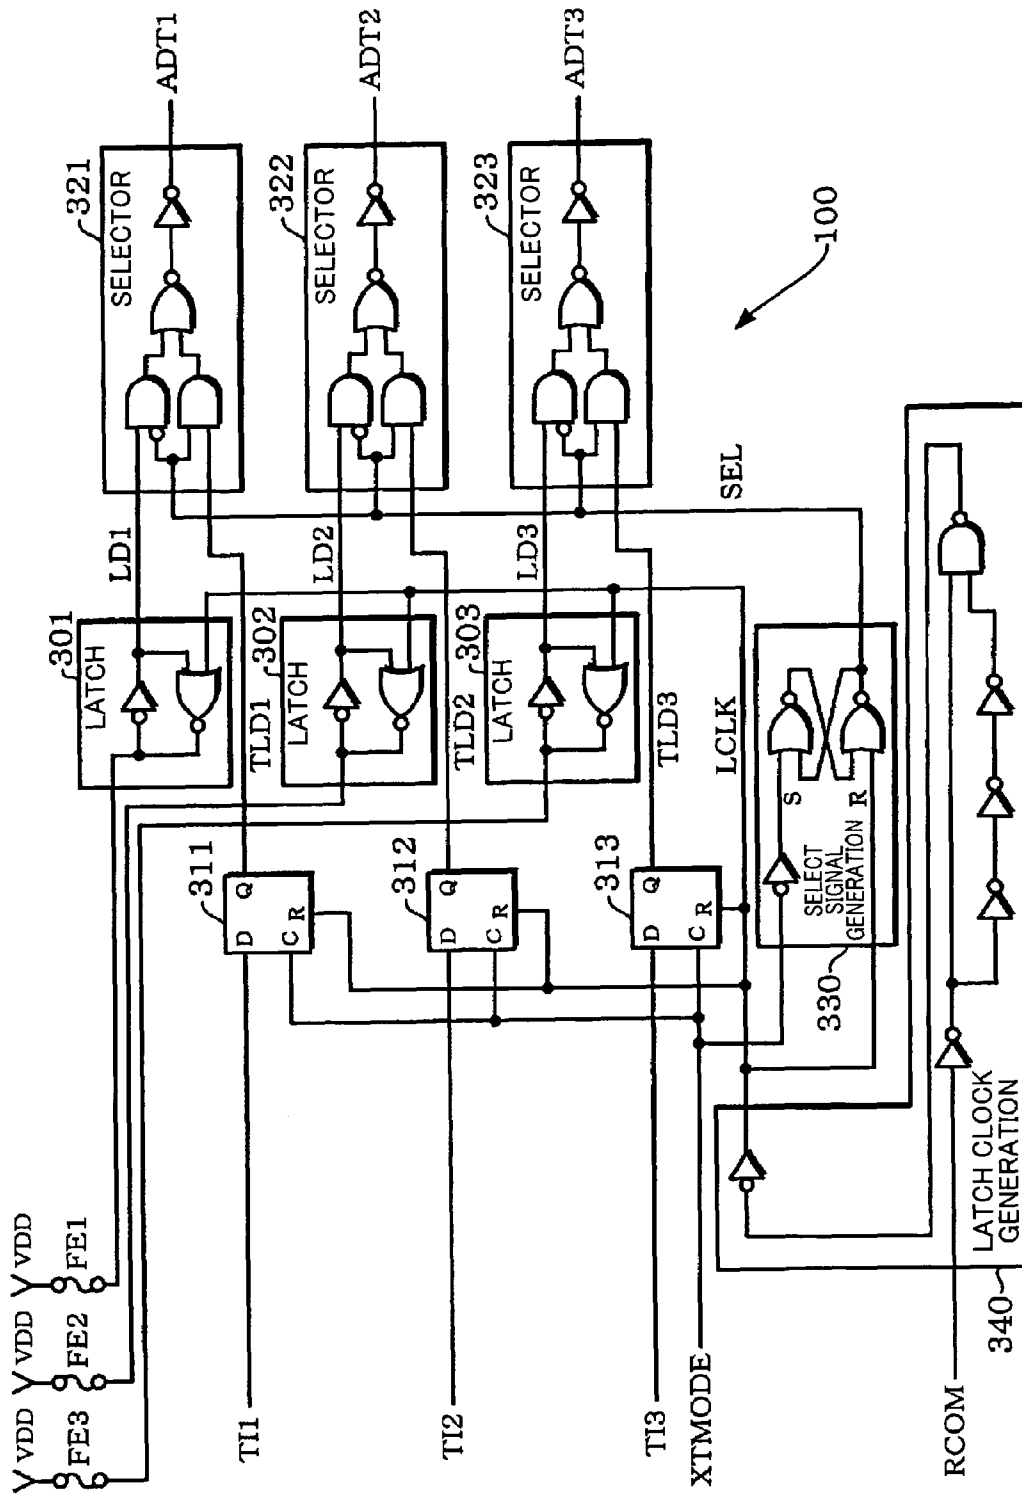 VDD
FE1
VDD
FE2
VDD
FE3
TI1
TI2
TI3
XTMODE
RCOM
311
D
Q
C
R
312
D
Q
C
R
313
D
Q
C
R
301
LATCH
TLD1
302
LATCH
TLD2
303
LATCH
TLD3
LCLK
LD1
LD2
LD3
SEL
321
SELECTOR
ADT1
322
SELECTOR
ADT2
323
SELECTOR
ADT3
100
330
SELECT
SIGNAL
GENERATION
S
R
340
LATCH CLOCK
GENERATION